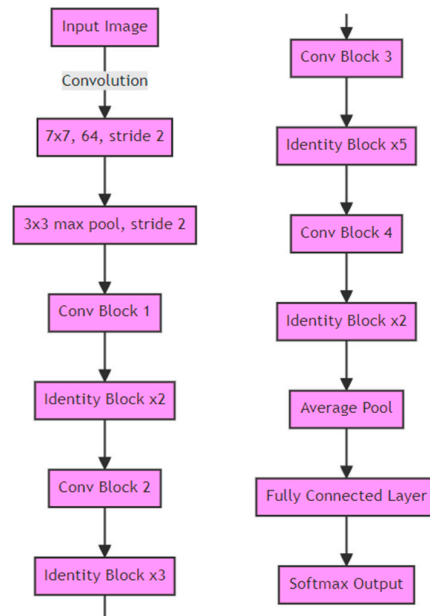 Input Image
Convolution
7x7, 64, stride 2
3x3 max pool, stride 2
Conv Block 1
Identity Block x2
Conv Block 2
Identity Block x3
Conv Block 3
Identity Block x5
Conv Block 4
Identity Block x2
Average Pool
Fully Connected Layer
Softmax Output